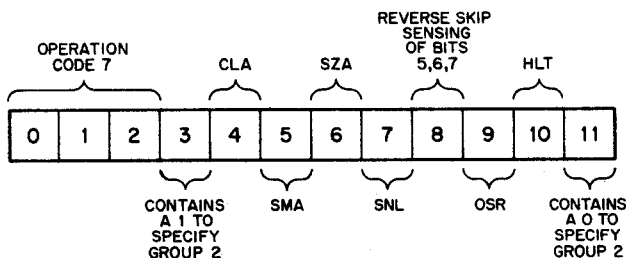 OPERATION
CODE 7
CLA
SZA
REVERSE SKIP
SENSING
OF BITS
5,6,7
HLT
0 1 2 3 4 5 6 7 8 9 10 11
CONTAINS
A 1 TO
SPECIFY
GROUP 2
SMA
SNL
OSR
CONTAINS
A 0 TO
SPECIFY
GROUP 2